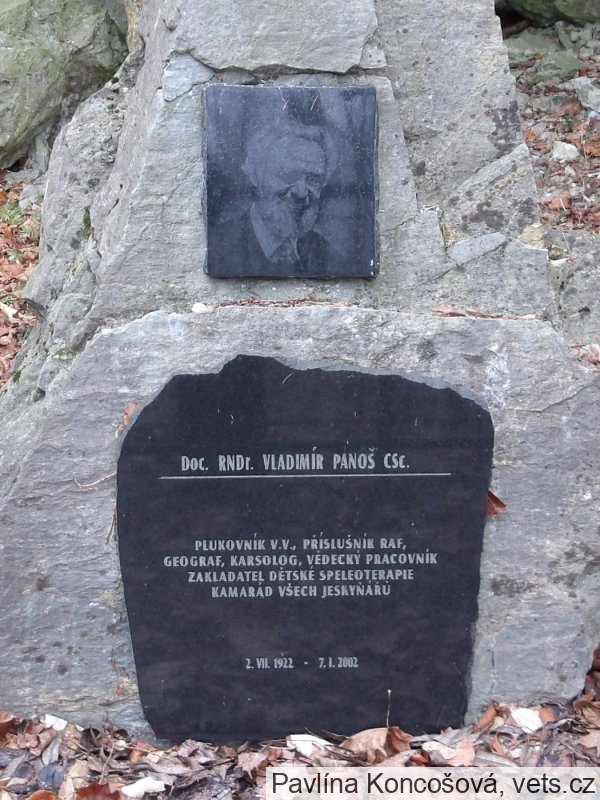 Doc. RNDr. VLADIMÍR PÁNOŠ CSc.
PLUKOVNÍK V.V., PŘÍSLUŠNÍK RAF,
GEOGRAF, KARSOLOG, VĚDECKÝ PRACOVNÍK
ZAKLADATEL DĚTSKÉ SPELEOTERAPIE
KAMARÁD VŠECH JESKYŇÁŘŮ
2. VII. 1922 - 7. I. 2002
Pavlína Koncošová, vets.cz